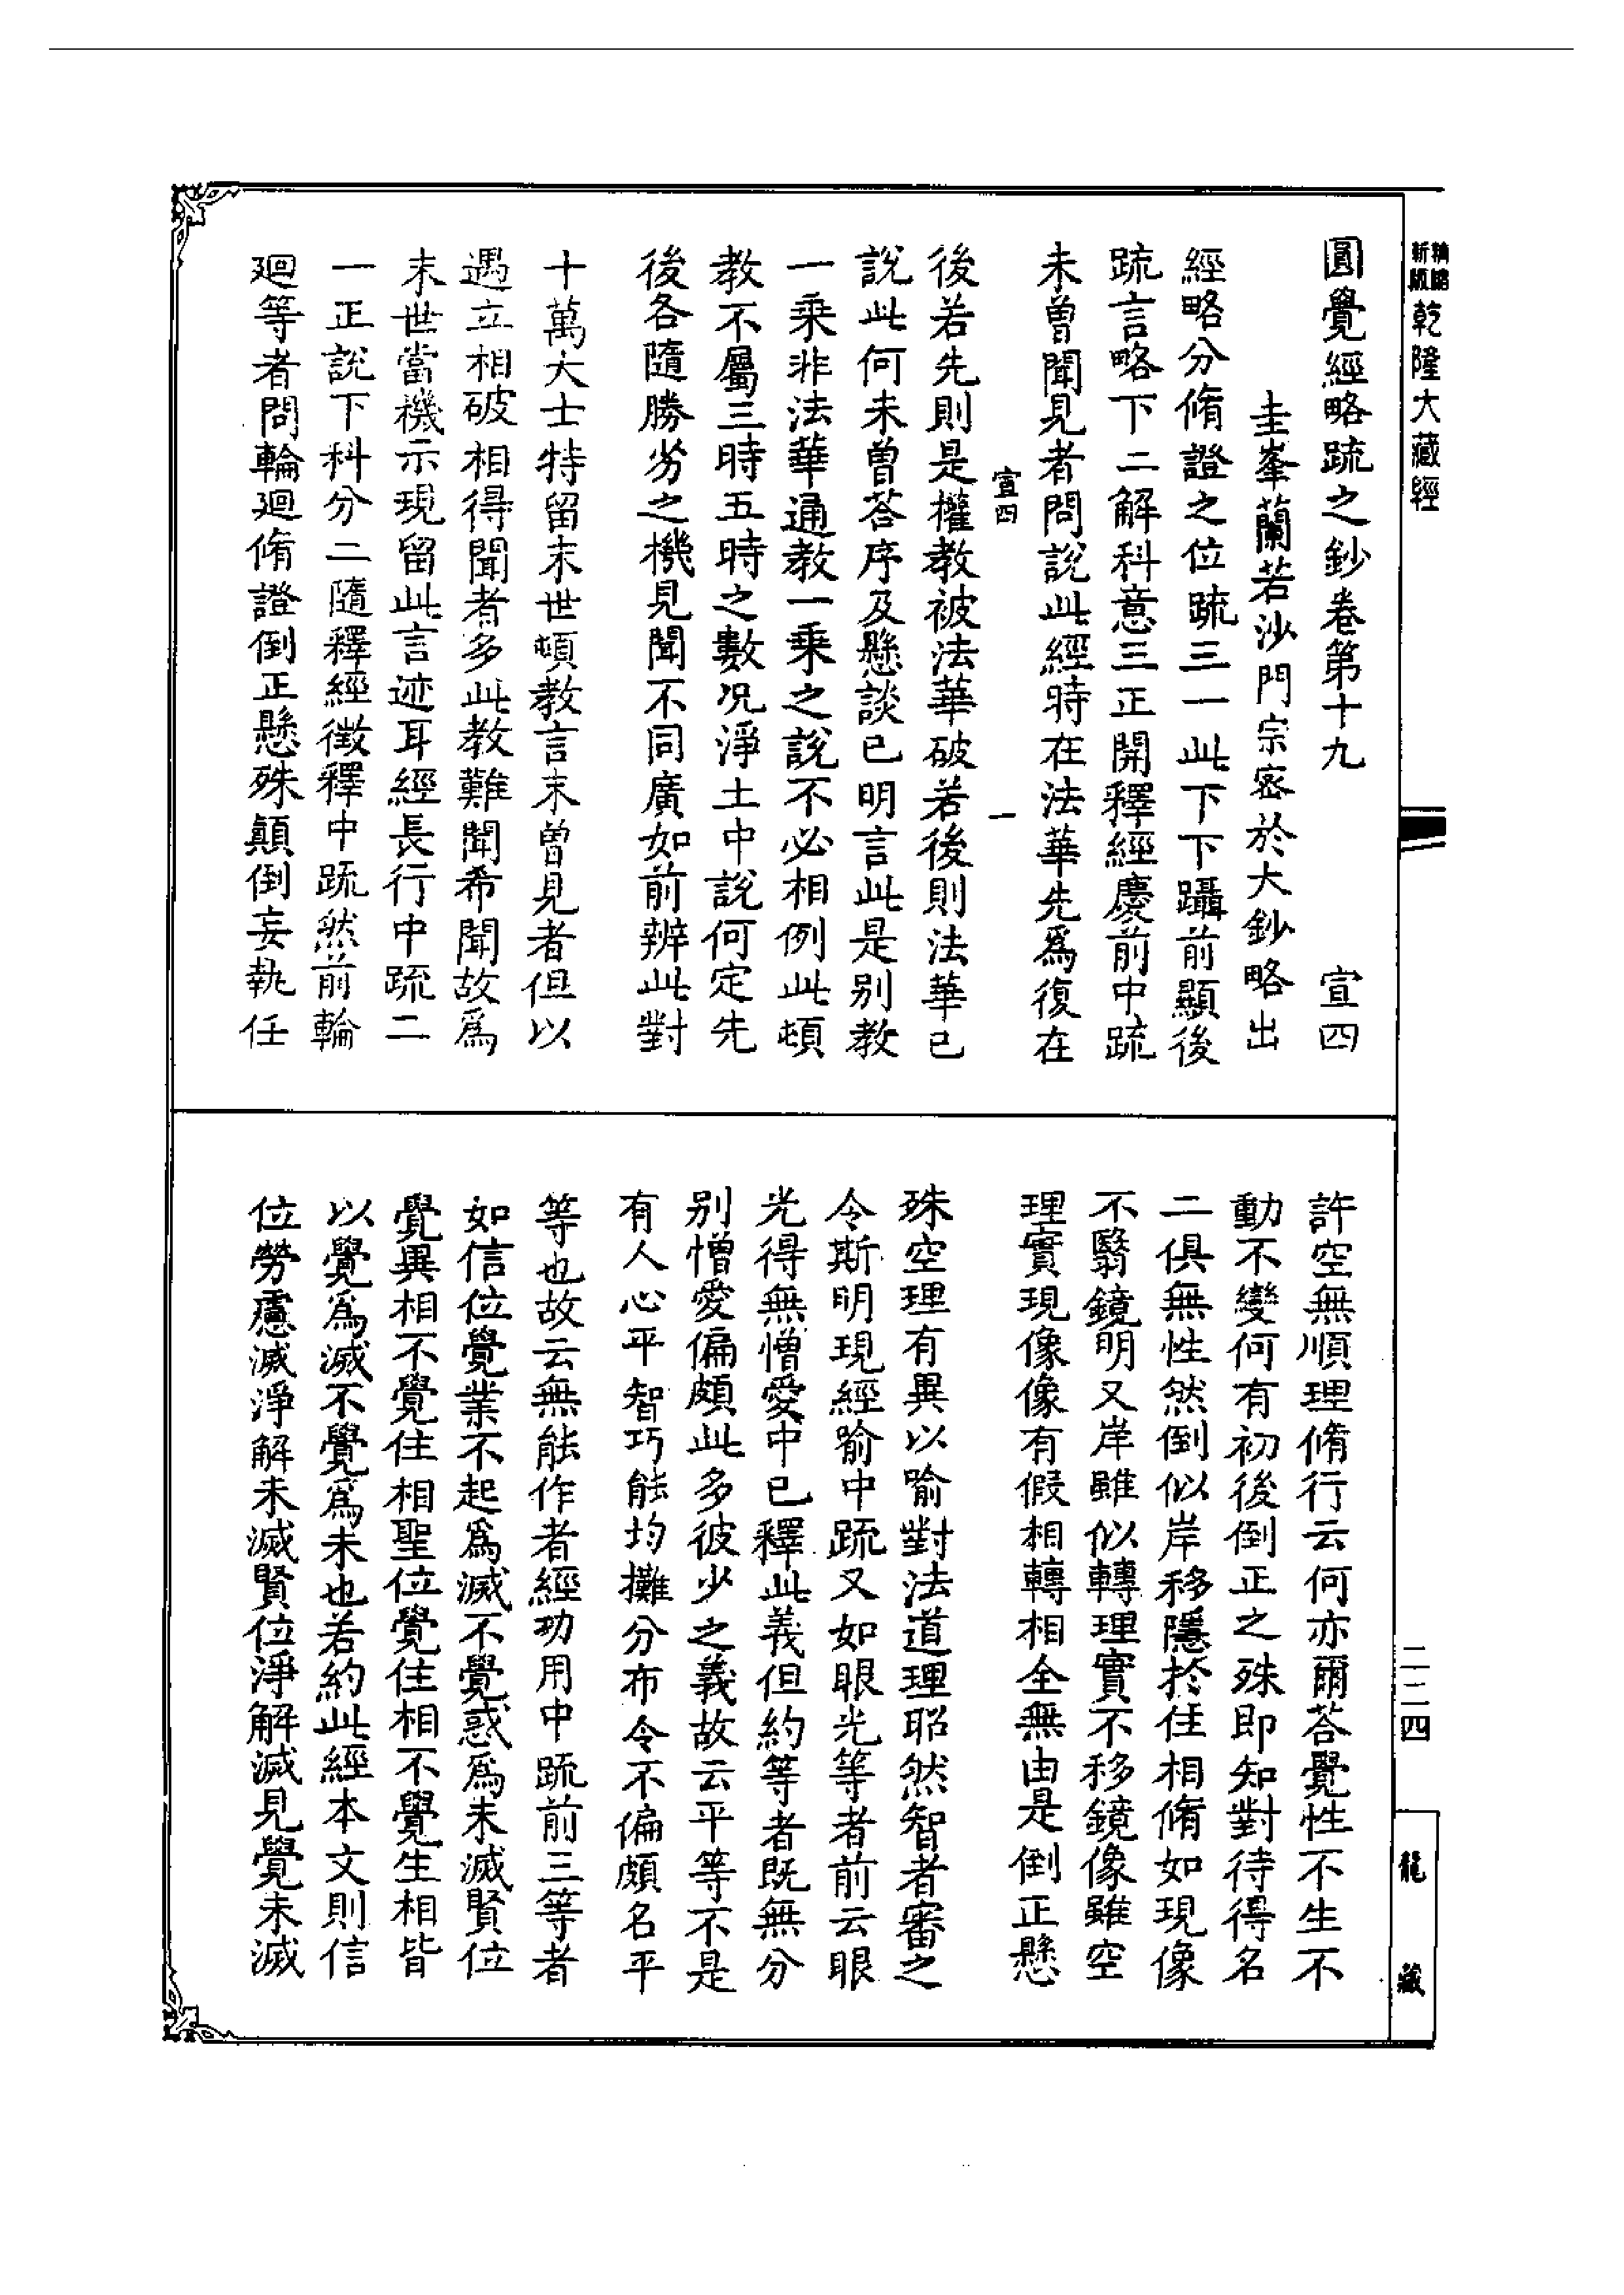 新版
乾隆大藏經
圓覺經略疏之鈔卷第十九 宣四
圭峯蘭若沙門宗密於大鈔略出
經略分脩證之位疏三一此下下躡前顯後
疏言略下二解科意三正開釋經慶前中疏
未曾聞見者問說此經時在法華先爲復在
宣四 一
後若先則是權教被法華破若後則法華已
說此何未曾荅序及懸談已明言此是别教
一乘非法華通教一乘之說不必相例此頓
教不屬三時五時之數況淨土中說何定先
後各隨勝劣之機見聞不同廣如前辨此對
十萬大士特留末世頓教言末曾見者但以
遇立相破相得聞者多此教難聞希聞故爲
末世當機示現留此言迹耳經長行中疏二
一正說下科分二隨釋經徵釋中疏然前輪
廻等者問輪廻脩證倒正懸殊顛倒妄執任
許空無順理脩行云何亦爾荅覺性不生不
動不變何有初後倒正之殊即知對待得名
二俱無性然倒似岸移隱於住相脩如現像
不翳鏡明又岸雖似轉理實不移鏡像雖空
理實現像像有假相轉相全無由是倒正懸
殊空理有異以喻對法道理昭然智者審之
令斯明現經喻中疏又如眼光等者前云眼
光得無憎愛中已釋此義但約等者既無分
别憎愛偏頗此多彼少之義故云平等不是
有人心平智巧能均攤分布令不偏頗名平
等也故云無能作者經功用中疏前三等者
如信位覺業不起爲滅不覺惑爲未滅賢位
覺異相不覺住相聖位覺住相不覺生相皆
以覺爲滅不覺爲未也若約此經本文則信
位勞慮滅淨解未滅賢位淨解滅見覺未滅
二二四
龍藏